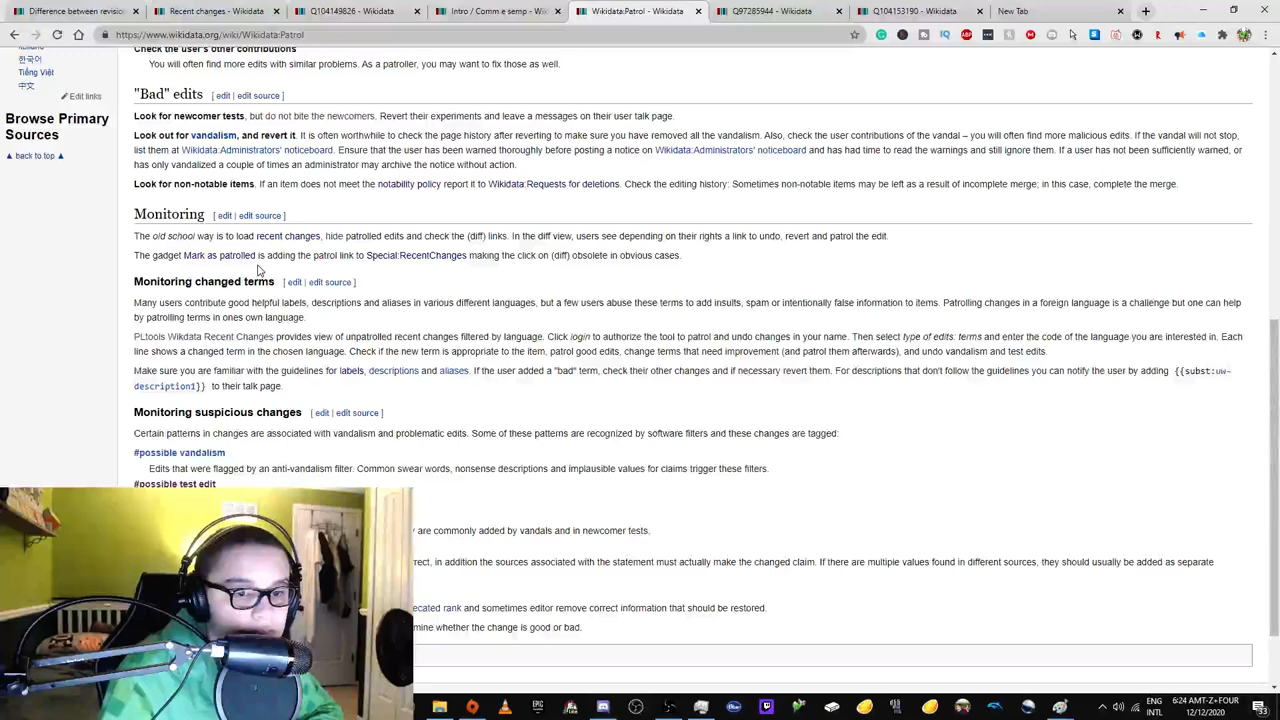 Difference between revision
Recent changes - Wikidata
Q104149826 - Wikidata
Wikidata:Patrol - Wikidata
Q97285944 - Wikidata
Q104153190 - Wikidata
New Tab
https://www.wikidata.org/wiki/Wikidata:Patrol
한국어
Tiếng Việt
中文
Edit links
Browse Primary
Sources
▲ back to top ▲
Check the user's other contributions
You will often find more edits with similar problems. As a patroller, you may want to fix those as well.
"Bad" edits [ edit | edit source ]
Look for newcomer tests, but do not bite the newcomers. Revert their experiments and leave a messages on their user talk page.
Look out for vandalism, and revert it. It is often worthwhile to check the page history after reverting to make sure you have removed all the vandalism. Also, check the user contributions of the vandal – you will often find more malicious edits. If the vandal will not stop,
list them at Wikidata:Administrators' noticeboard. Ensure that the user has been warned thoroughly before posting a notice on Wikidata:Administrators' noticeboard and has had time to read the warnings and still ignore them. If a user has not been sufficiently warned, or
has only vandalized a couple of times an administrator may archive the notice without action.
Look for non-notable items. If an item does not meet the notability policy report it to Wikidata:Requests for deletions. Check the editing history: Sometimes non-notable items may be left as a result of incomplete merge; in this case, complete the merge.
Monitoring [ edit | edit source ]
The old school way is to load recent changes, hide patrolled edits and check the (diff) links. In the diff view, users see depending on their rights a link to undo, revert and patrol the edit.
The gadget Mark as patrolled is adding the patrol link to Special:RecentChanges making the click on (diff) obsolete in obvious cases.
Monitoring changed terms [ edit | edit source ]
Many users contribute good helpful labels, descriptions and aliases in various different languages, but a few users abuse these terms to add insults, spam or intentionally false information to items. Patrolling changes in a foreign language is a challenge but one can help
by patrolling terms in ones own language.
PLtools Wikdata Recent Changes provides view of unpatrolled recent changes filtered by language. Click login to authorize the tool to patrol and undo changes in your name. Then select type of edits: terms and enter the code of the language you are interested in. Each
line shows a changed term in the chosen language. Check if the new term is appropriate to the item, patrol good edits, change terms that need improvement (and patrol them afterwards), and undo vandalism and test edits.
Make sure you are familiar with the guidelines for labels, descriptions and aliases. If the user added a "bad" term, check their other changes and if necessary revert them. For descriptions that don't follow the guidelines you can notify the user by adding {{subst:uw-
description1}} to their talk page.
Monitoring suspicious changes [ edit | edit source ]
Certain patterns in changes are associated with vandalism and problematic edits. Some of these patterns are recognized by software filters and these changes are tagged:
#possible vandalism
Edits that were flagged by an anti-vandalism filter. Common swear words, nonsense descriptions and implausible values for claims trigger these filters.
#possible test edit
are commonly added by vandals and in newcomer tests.
rect, in addition the sources associated with the statement must actually make the changed claim. If there are multiple values found in different sources, they should usually be added as separate
ecated rank and sometimes editor remove correct information that should be restored.
mine whether the change is good or bad.
ENG
INTL
6:24 AMT-Z+FOUR
12/12/2020